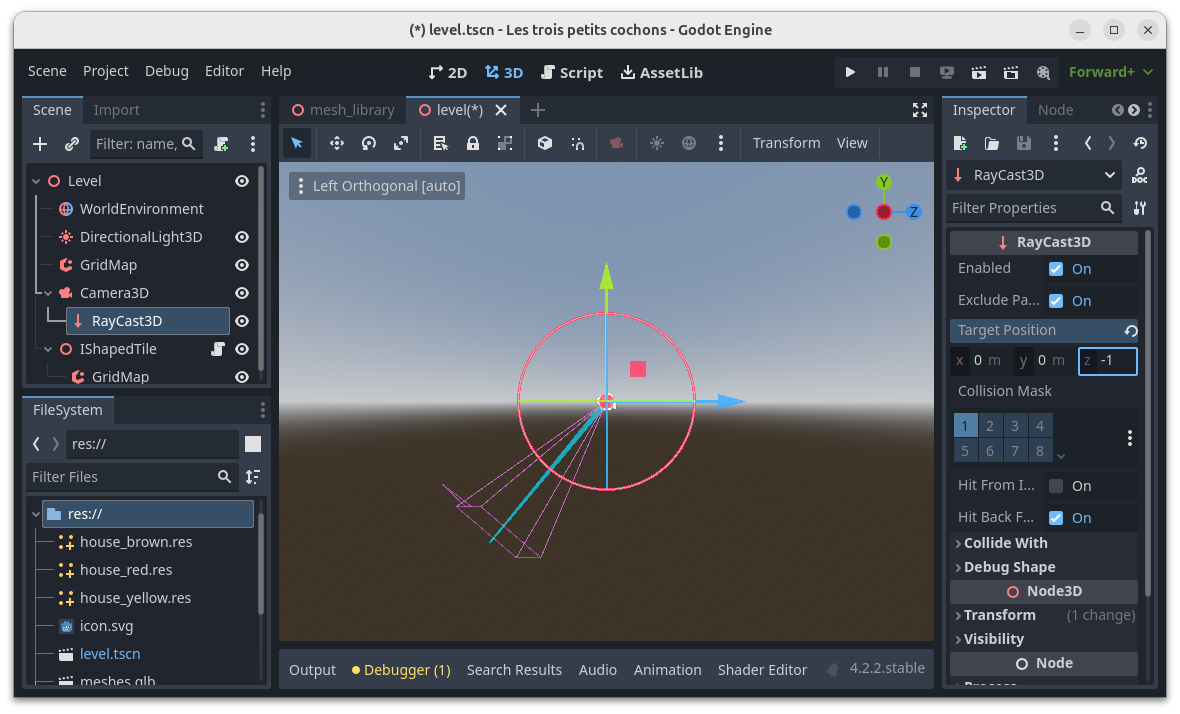 (*) level.tscn - Les trois petits cochons - Godot Engine
Scene Project Debug Editor Help 2D 3D Script AssetLib Forward+
Scene Import
Filter: name,
Level
WorldEnvironment
DirectionalLight3D
GridMap
Camera3D
RayCast3D
IShapedTile
GridMap
FileSystem
res://
Filter Files
res://
house_brown.res
house_red.res
house_yellow.res
icon.svg
level.tscn
meshes.glb
mesh_library level(*)
Transform View
Left Orthogonal [auto]
Y
Z
Output Debugger (1) Search Results Audio Animation Shader Editor 4.2.2.stable
Inspector Node
RayCast3D DOC
Filter Properties
RayCast3D
Enabled On
Exclude Pa... On
Target Position
x 0 m y 0 m z -1
Collision Mask
1 2 3 4
5 6 7 8
Hit From I... On
Hit Back F... On
Collide With
Debug Shape
Node3D
Transform (1 change)
Visibility
Node
Process